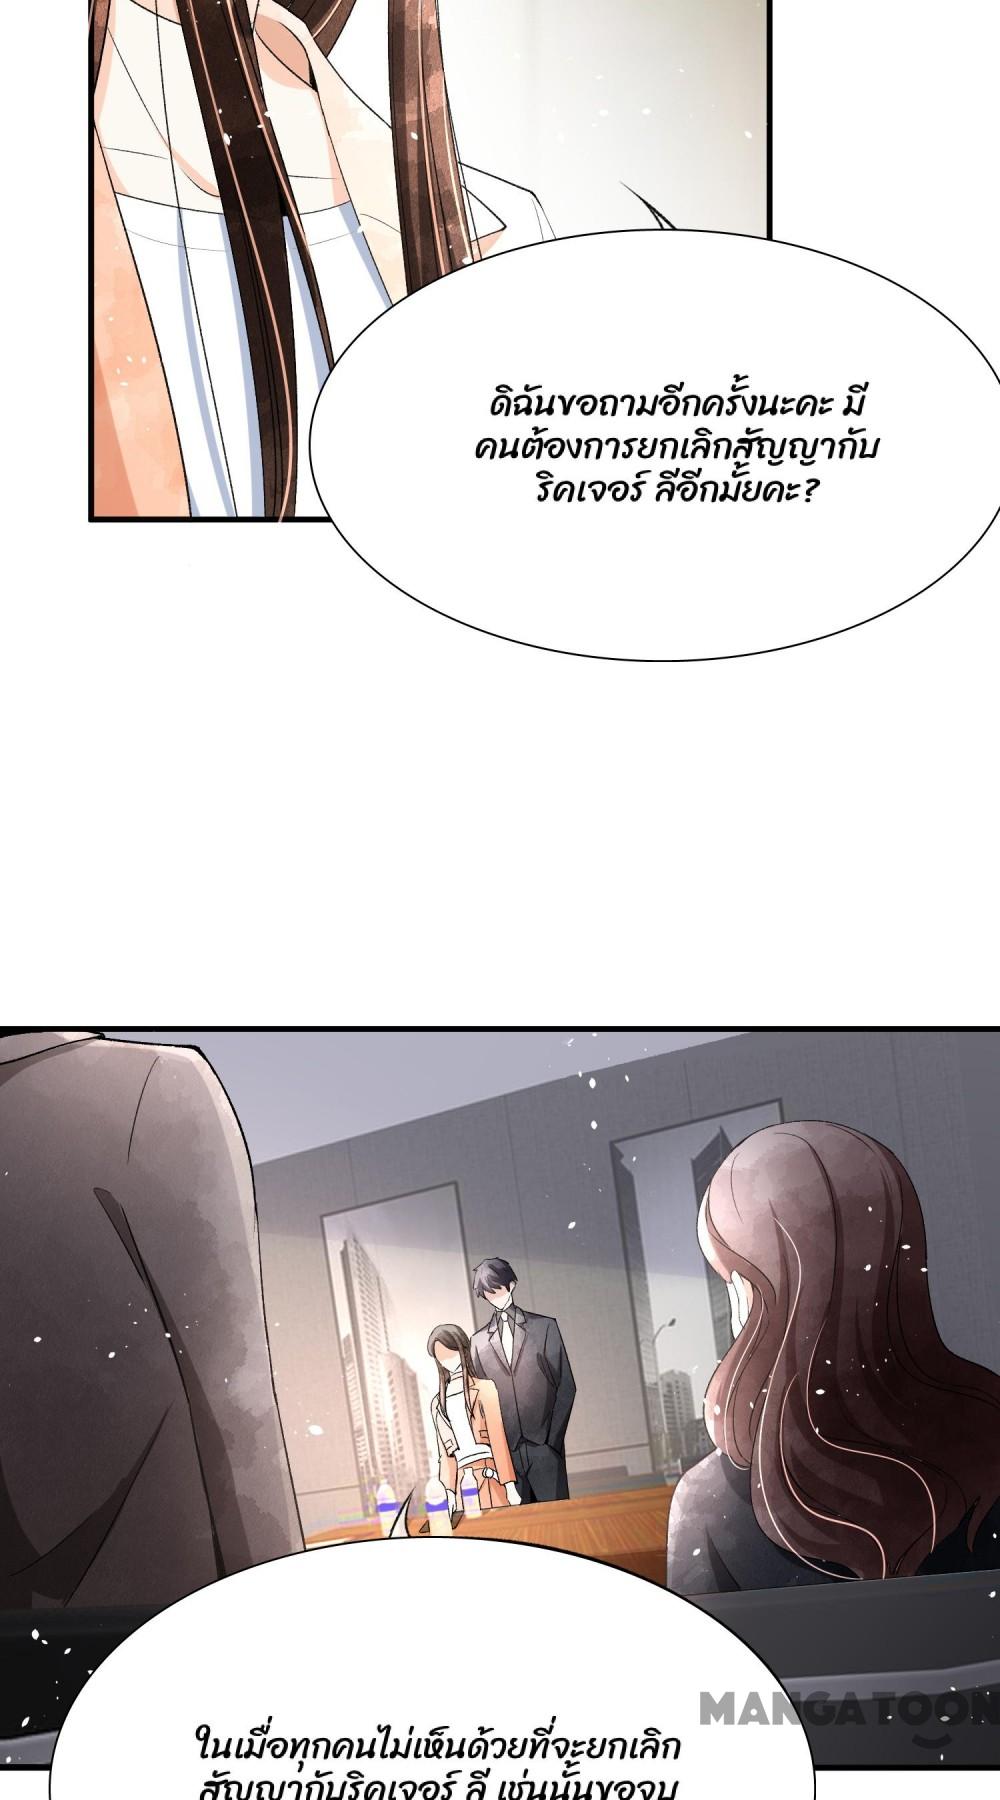 ดิฉันขอถามอีกครั้งนะคะ มี
คนต้องการยกเลิกสัญญากับ
ริคเจอร์ ลีอีกมั้ยคะ?
MANGATOON
ในเมื่อทุกคนไม่เห็นด้วยที่จะยกเลิก
สัญญากับริคเจอร์ ลี เช่นนั้นขอจบ